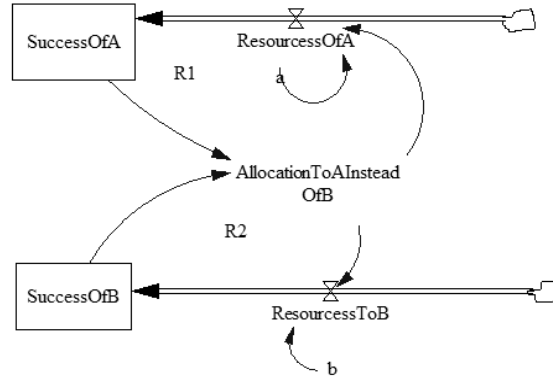 SuccessOfA
ResourcessOfA
R1
a
AllocationToAInstead
OfB
R2
SuccessOfB
ResourcessToB
b